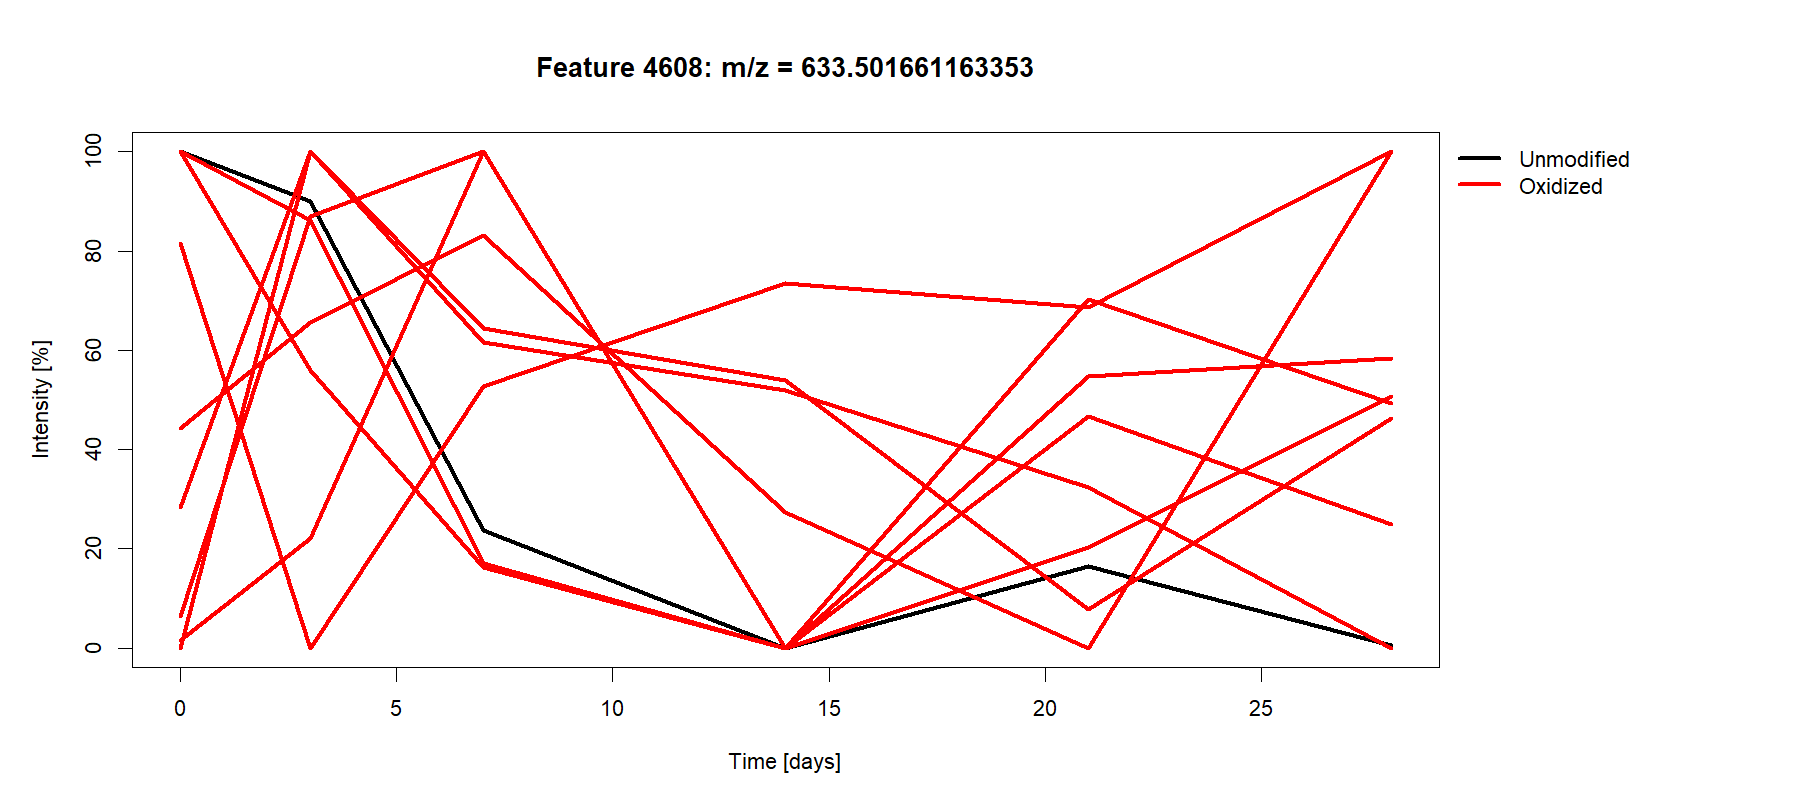 Feature 4608: m/z = 633.501661163353
Unmodified
Oxidized
Intensity [%]
100
80
60
40
20
0
0 5 10 15 20 25
Time [days]